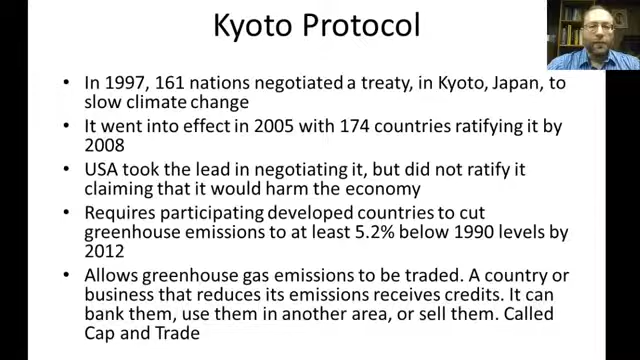 Kyoto Protocol
• In 1997, 161 nations negotiated a treaty, in Kyoto, Japan, to
slow climate change
• It went into effect in 2005 with 174 countries ratifying it by
2008
• USA took the lead in negotiating it, but did not ratify it
claiming that it would harm the economy
• Requires participating developed countries to cut
greenhouse emissions to at least 5.2% below 1990 levels by
2012
• Allows greenhouse gas emissions to be traded. A country or
business that reduces its emissions receives credits. It can
bank them, use them in another area, or sell them. Called
Cap and Trade